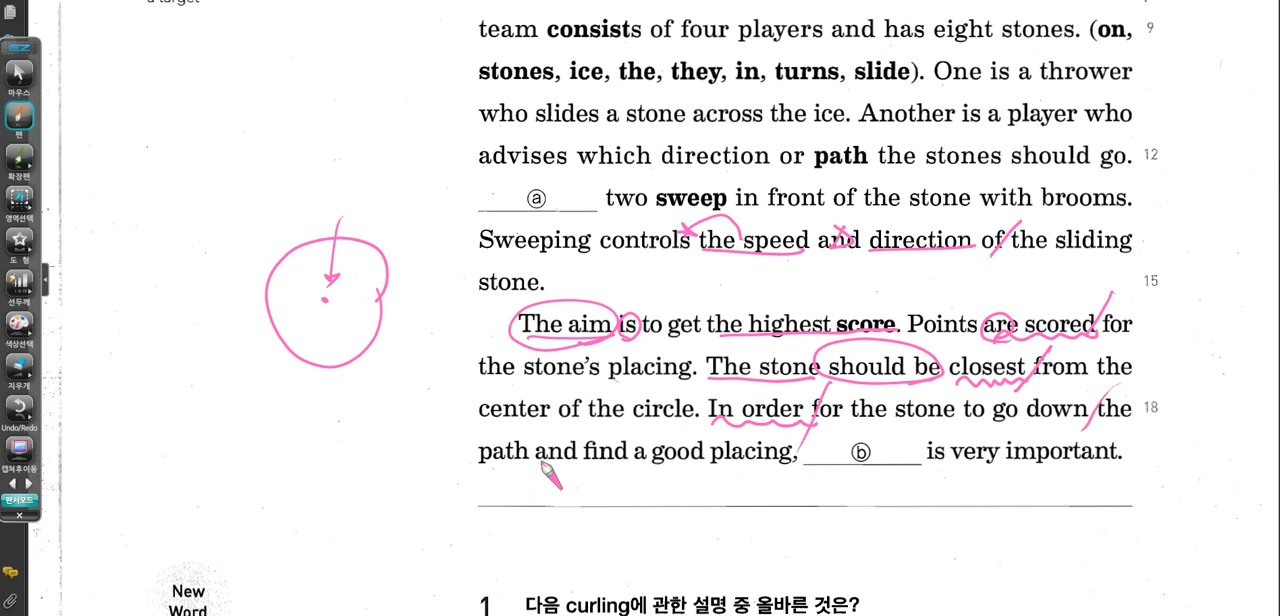 a target
team consists of four players and has eight stones. (on, 9
stones, ice, the, they, in, turns, slide). One is a thrower
who slides a stone across the ice. Another is a player who
advises which direction or path the stones should go. 12
ⓐ two sweep in front of the stone with brooms.
Sweeping controls the speed and direction of the sliding
stone. 15
The aim is to get the highest score. Points are scored for
the stone's placing. The stone should be closest from the
center of the circle. In order for the stone to go down the 18
path and find a good placing, ⓑ is very important.
New
Word
1 다음 curling에 관한 설명 중 올바른 것은?
EZ
마우스
펜
확장펜
영역선택
도형
선두께
색상선택
지우개
Undo/Redo
캡쳐후이동
판서모드